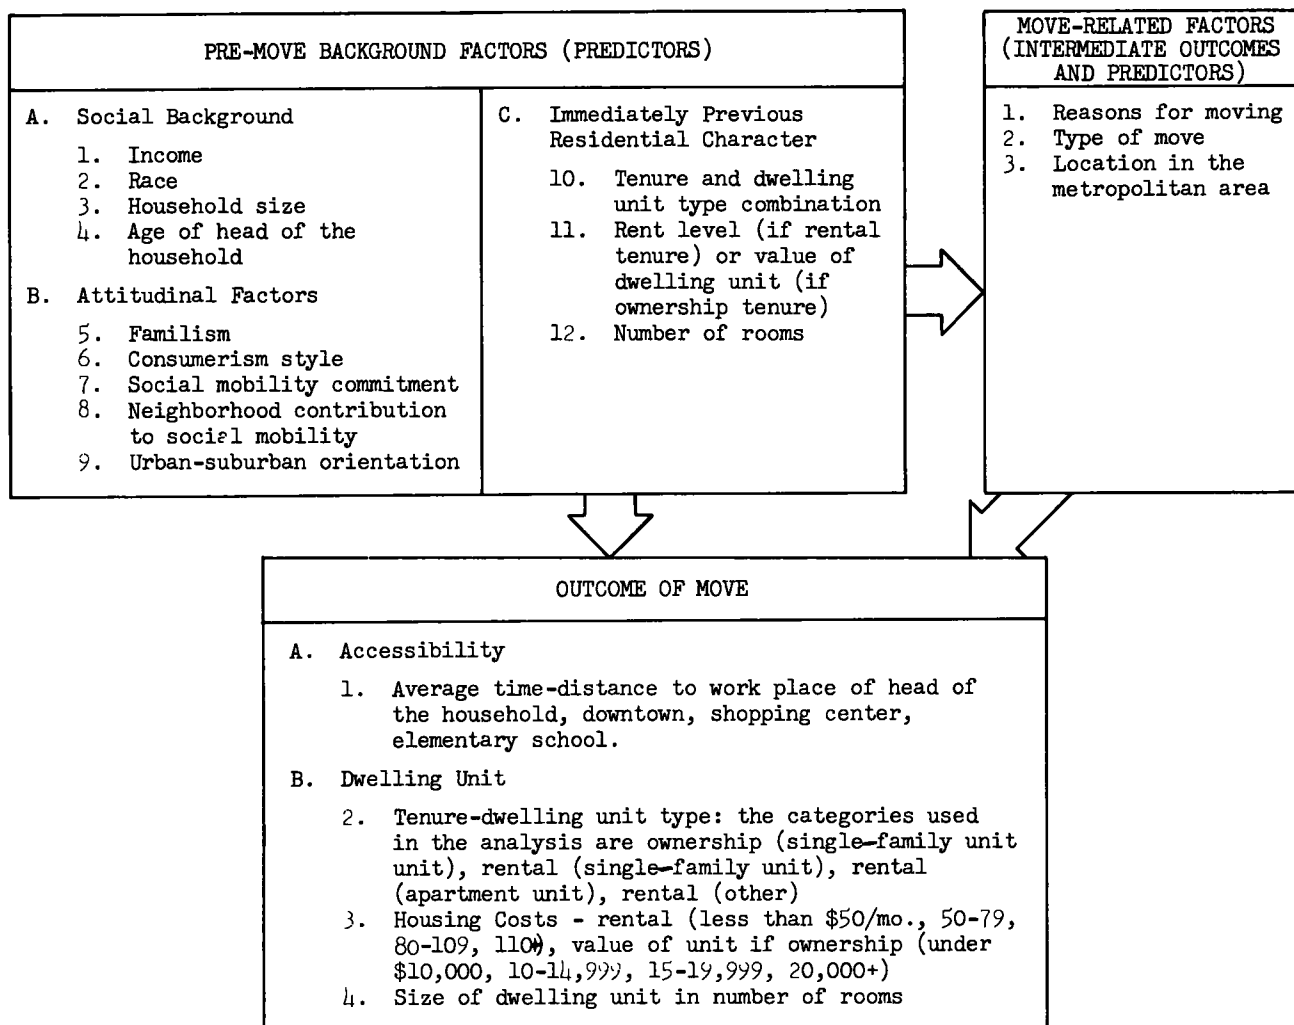 PRE-MOVE BACKGROUND FACTORS (PREDICTORS)
A. Social Background
1. Income
2. Race
3. Household size
4. Age of head of the
household
B. Attitudinal Factors
5. Familism
6. Consumerism style
7. Social mobility commitment
8. Neighborhood contribution
to social mobility
9. Urban-suburban orientation
C. Immediately Previous
Residential Character
10. Tenure and dwelling
unit type combination
11. Rent level (if rental
tenure) or value of
dwelling unit (if
ownership tenure)
12. Number of rooms
MOVE-RELATED FACTORS
(INTERMEDIATE OUTCOMES
AND PREDICTORS)
1. Reasons for moving
2. Type of move
3. Location in the
metropolitan area
OUTCOME OF MOVE
A. Accessibility
1. Average time-distance to work place of head of
the household, downtown, shopping center,
elementary school.
B. Dwelling Unit
2. Tenure-dwelling unit type: the categories used
in the analysis are ownership (single-family unit
unit), rental (single-family unit), rental
(apartment unit), rental (other)
3. Housing Costs - rental (less than $50/mo., 50-79,
80-109, 110+), value of unit if ownership (under
$10,000, 10-14,999, 15-19,999, 20,000+)
4. Size of dwelling unit in number of rooms